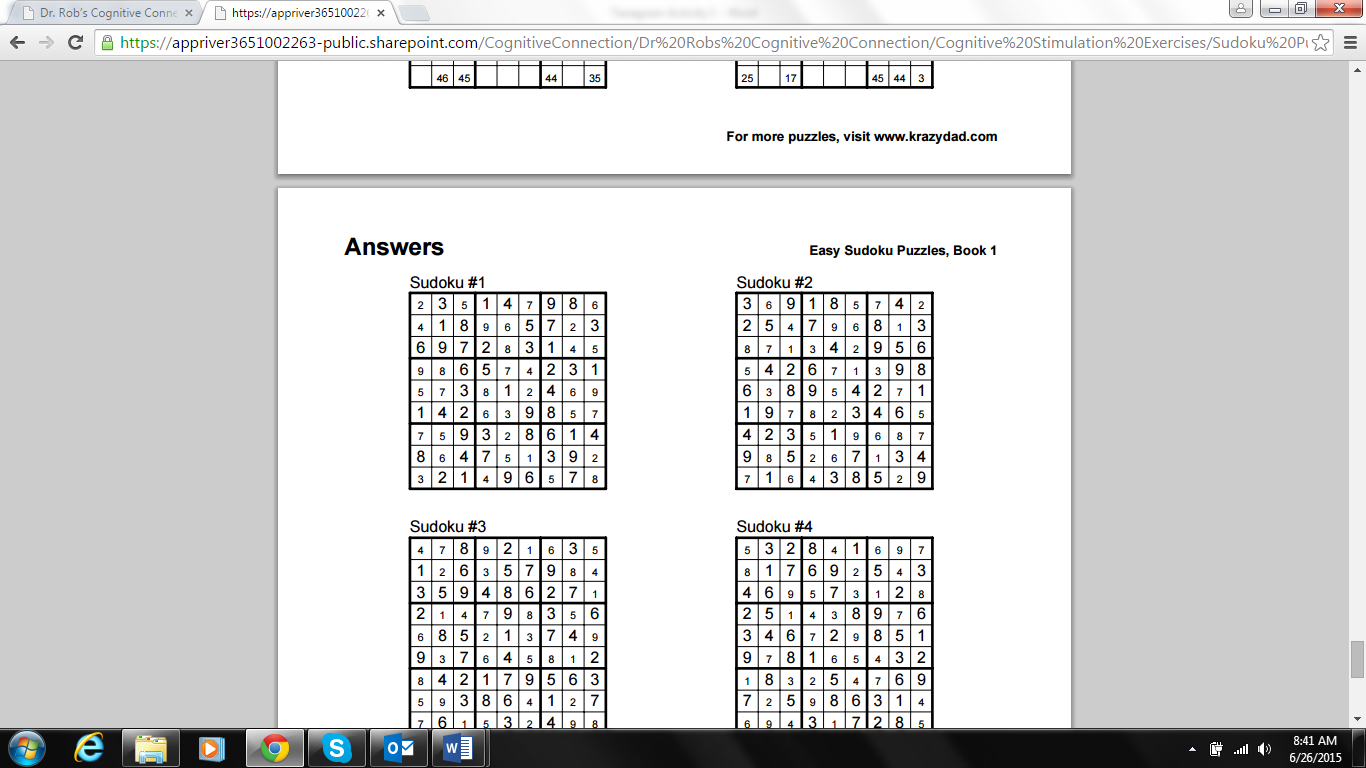 Dr. Rob's Cognitive Conne
https://appriver36510022
https://appriver3651002263-public.sharepoint.com/CognitiveConnection/Dr%20Robs%20Cognitive%20Connection/Cognitive%20Stimulation%20Exercises/Sudoku%20Pu
46 45 44 35
25 17 45 44 3
For more puzzles, visit www.krazydad.com
Answers
Easy Sudoku Puzzles, Book 1
Sudoku #1
2 3 5 1 4 7 9 8 6
4 1 8 9 6 5 7 2 3
6 9 7 2 8 3 1 4 5
9 8 6 5 7 4 2 3 1
5 7 3 8 1 2 4 6 9
1 4 2 6 3 9 8 5 7
7 5 9 3 2 8 6 1 4
8 6 4 7 5 1 3 9 2
3 2 1 4 9 6 5 7 8
Sudoku #2
3 6 9 1 8 5 7 4 2
2 5 4 7 9 6 8 1 3
8 7 1 3 4 2 9 5 6
5 4 2 6 7 1 3 9 8
6 3 8 9 5 4 2 7 1
1 9 7 8 2 3 4 6 5
4 2 3 5 1 9 6 8 7
9 8 5 2 6 7 1 3 4
7 1 6 4 3 8 5 2 9
Sudoku #3
4 7 8 9 2 1 6 3 5
1 2 6 3 5 7 9 8 4
3 5 9 4 8 6 2 7 1
2 1 4 7 9 8 3 5 6
6 8 5 2 1 3 7 4 9
9 3 7 6 4 5 8 1 2
8 4 2 1 7 9 5 6 3
5 9 3 8 6 4 1 2 7
7 6 1 5 3 2 4 9 8
Sudoku #4
5 3 2 8 4 1 6 9 7
8 1 7 6 9 2 5 4 3
4 6 9 5 7 3 1 2 8
2 5 1 4 3 8 9 7 6
3 4 6 7 2 9 8 5 1
9 7 8 1 6 5 4 3 2
1 8 3 2 5 4 7 6 9
7 2 5 9 8 6 3 1 4
6 9 4 3 1 7 2 8 5
8:41 AM
6/26/2015